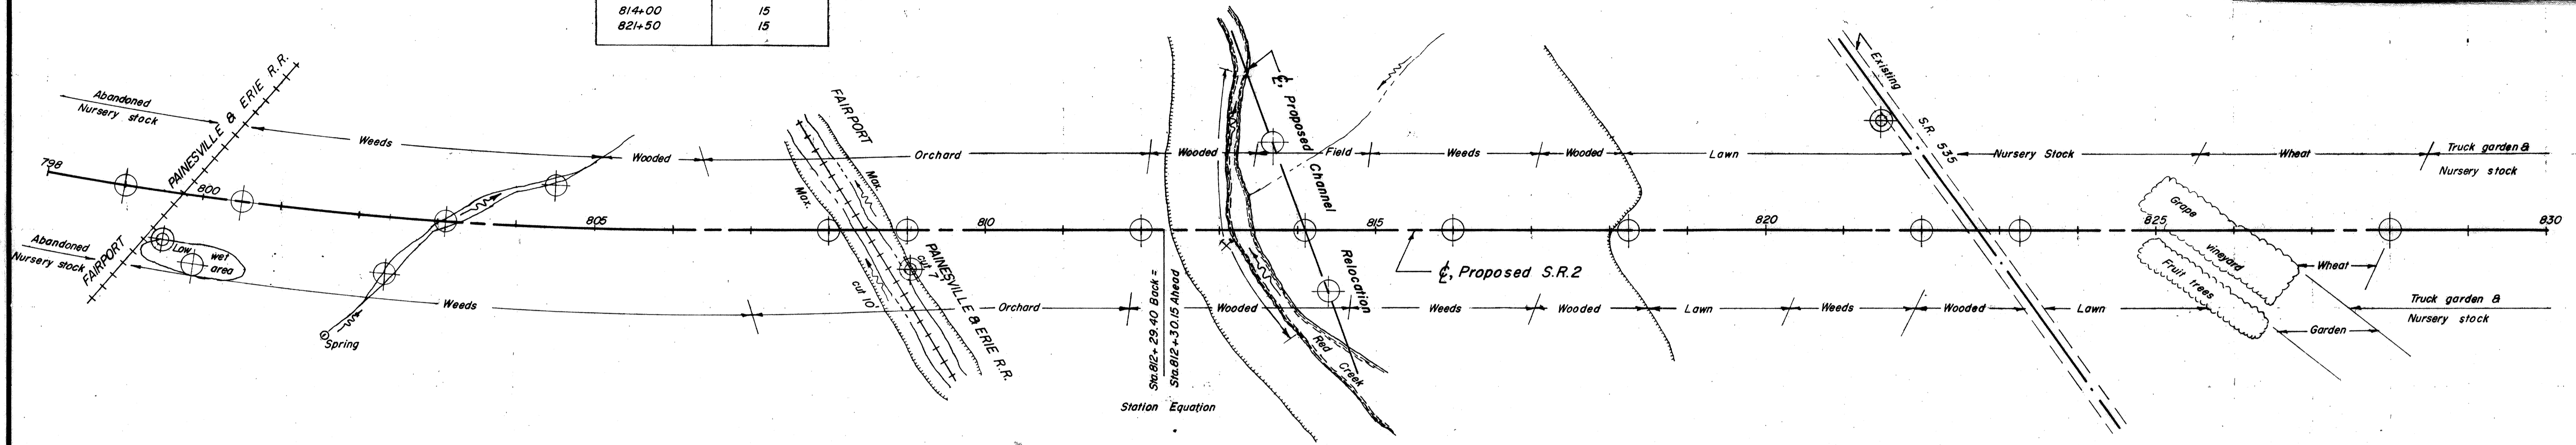 814+00 15
821+50 15
Abandoned
Nursery stock
PAINESVILLE & ERIE R.R.
FAIRPORT
Weeds
Wooded
Orchard
Wooded
Field
Weeds
Wooded
Lawn
Nursery Stock
Wheat
Truck garden &
Nursery stock
798
800
805
810
815
820
825
830
Low
wet
area
Abandoned
Nursery stock
Spring
FAIRPORT
PAINESVILLE & ERIE R.R.
Max.
Max.
cut 7'
cut 10'
Sta.812+29.40 Back =
Sta.812+30.15 Ahead
Station Equation
℄, Proposed
Channel
Relocation
Red
Creek
℄, Proposed S.R.2
Existing
S.R. 535
Grape
vineyard
Fruit trees
Wheat
Garden
Weeds
Orchard
Wooded
Weeds
Wooded
Lawn
Weeds
Wooded
Lawn
Truck garden &
Nursery stock